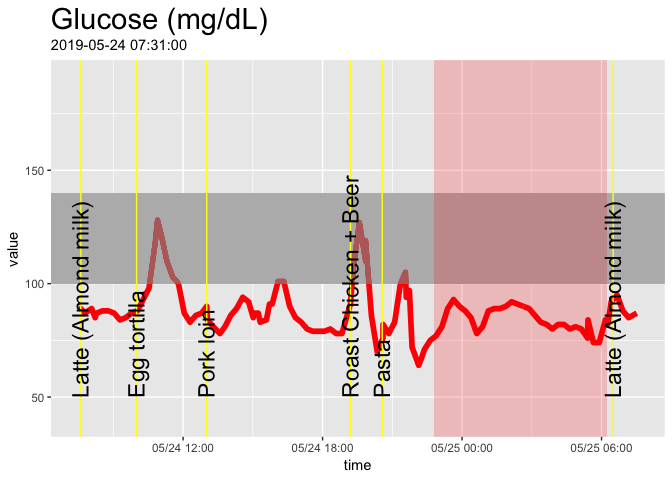 Glucose (mg/dL)
2019-05-24 07:31:00
value
150
100
50
Latte (Almond milk)
Egg tortilla
Pork loin
Roast Chicken + Beer
Pasta
Latte (Almond milk)
05/24 12:00
05/24 18:00
05/25 00:00
05/25 06:00
time